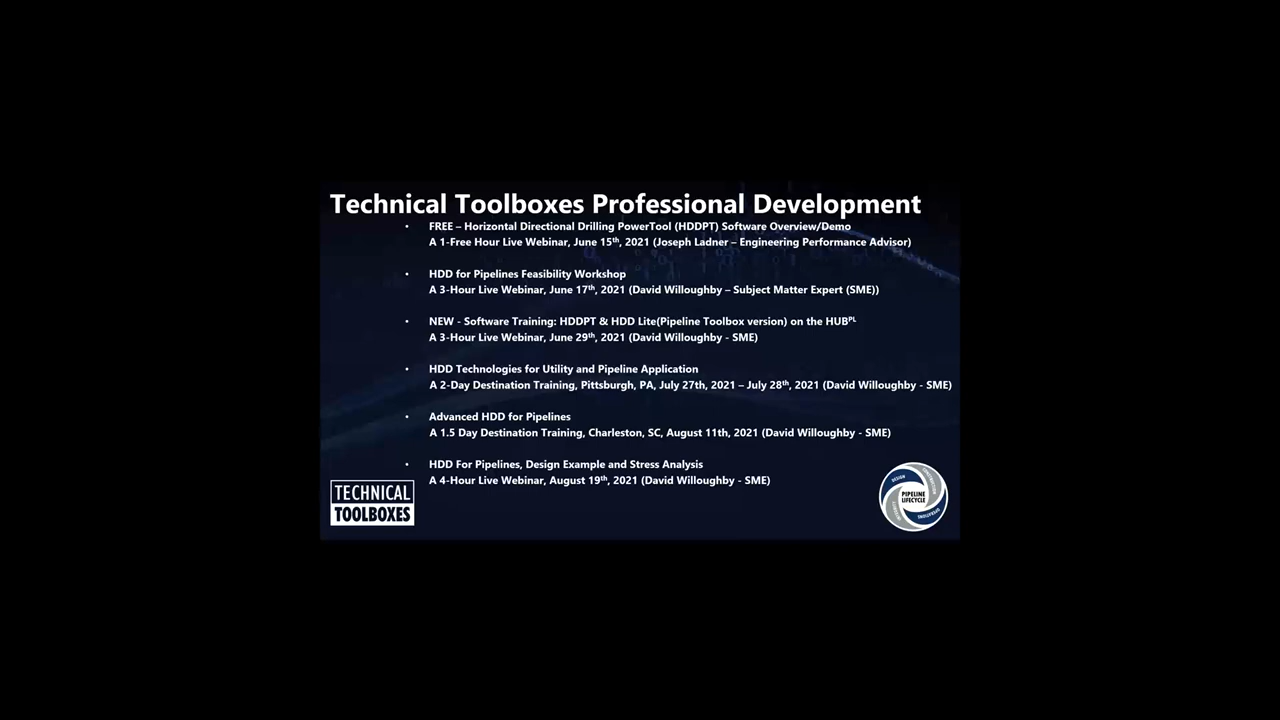 Technical Toolboxes Professional Development
• FREE – Horizontal Directional Drilling PowerTool (HDDPT) Software Overview/Demo
A 1-Free Hour Live Webinar, June 15th, 2021 (Joseph Ladner – Engineering Performance Advisor)
• HDD for Pipelines Feasibility Workshop
A 3-Hour Live Webinar, June 17th, 2021 (David Willoughby – Subject Matter Expert (SME))
• NEW - Software Training: HDDPT & HDD Lite(Pipeline Toolbox version) on the HUBPL
A 3-Hour Live Webinar, June 29th, 2021 (David Willoughby - SME)
• HDD Technologies for Utility and Pipeline Application
A 2-Day Destination Training, Pittsburgh, PA, July 27th, 2021 – July 28th, 2021 (David Willoughby - SME)
• Advanced HDD for Pipelines
A 1.5 Day Destination Training, Charleston, SC, August 11th, 2021 (David Willoughby - SME)
• HDD For Pipelines, Design Example and Stress Analysis
A 4-Hour Live Webinar, August 19th, 2021 (David Willoughby - SME)
TECHNICAL
TOOLBOXES
DESIGN
CONSTRUCTION
PIPELINE
LIFECYCLE
OPERATIONS